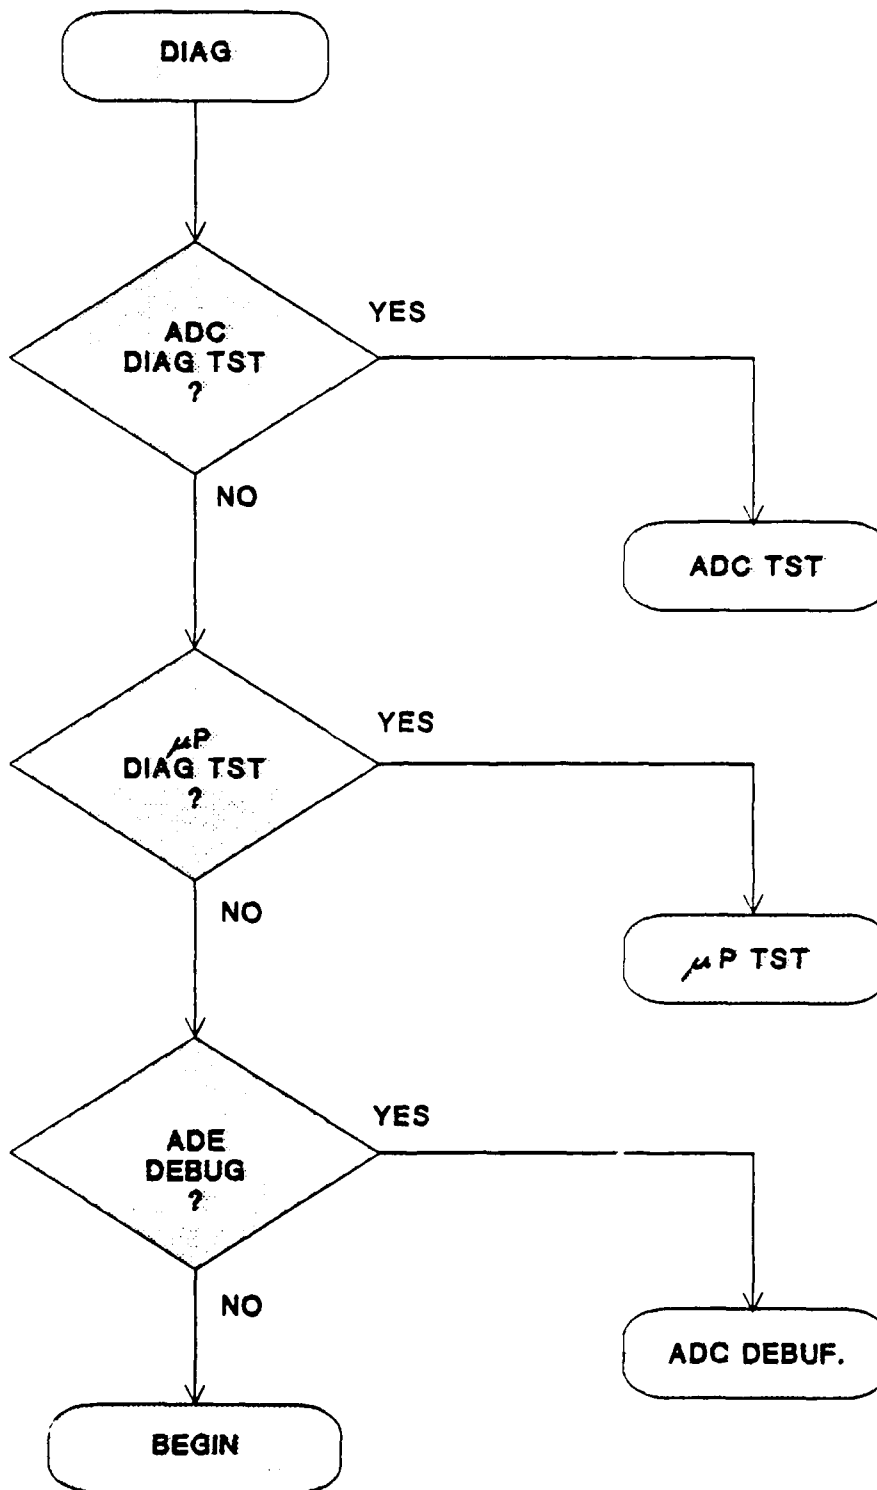 DIAG
ADC
DIAG TST
?
YES
NO
ADC TST
μP
DIAG TST
?
YES
NO
μP TST
ADE
DEBUG
?
YES
NO
ADC DEBUF.
BEGIN